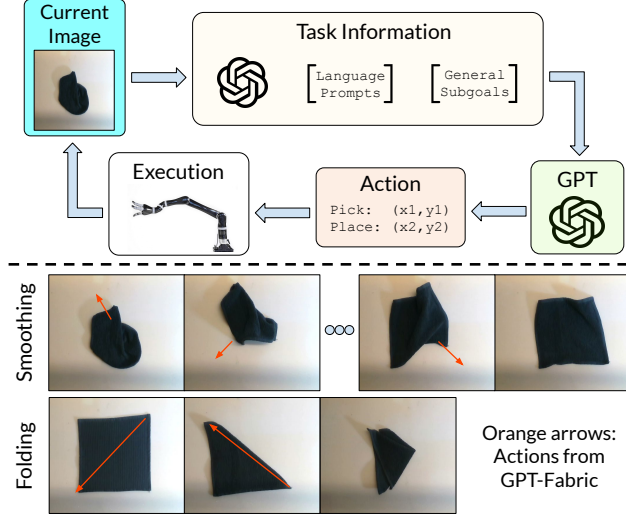 Current
Image
Task Information
Language
Prompts
General
Subgoals
Execution
Action
Pick: (x1,y1)
Place: (x2,y2)
GPT
Smoothing
Folding
Orange arrows:
Actions from
GPT-Fabric